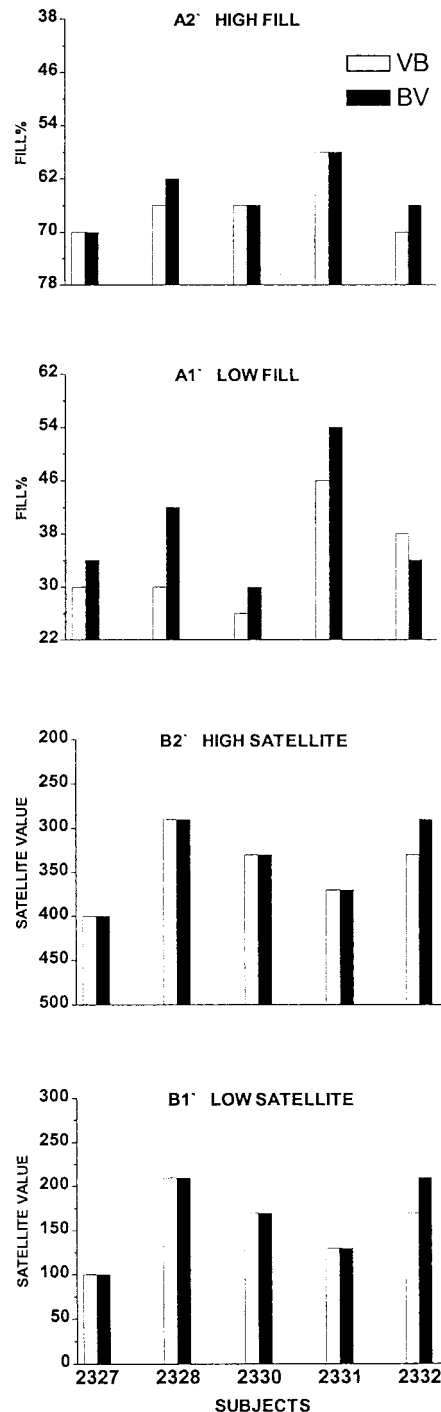 A2` HIGH FILL
VB
BV
FILL%
38
46
54
62
70
78
A1` LOW FILL
FILL%
62
54
46
38
30
22
B2` HIGH SATELLITE
SATELLITE VALUE
200
250
300
350
400
450
500
B1` LOW SATELLITE
SATELLITE VALUE
300
250
200
150
100
50
0
2327 2328 2330 2331 2332
SUBJECTS